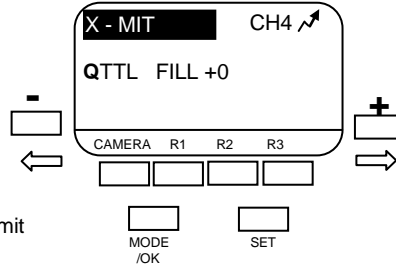 X - MIT CH4
QTTL FILL +0
- +
CAMERA R1 R2 R3
mit
MODE SET
/OK